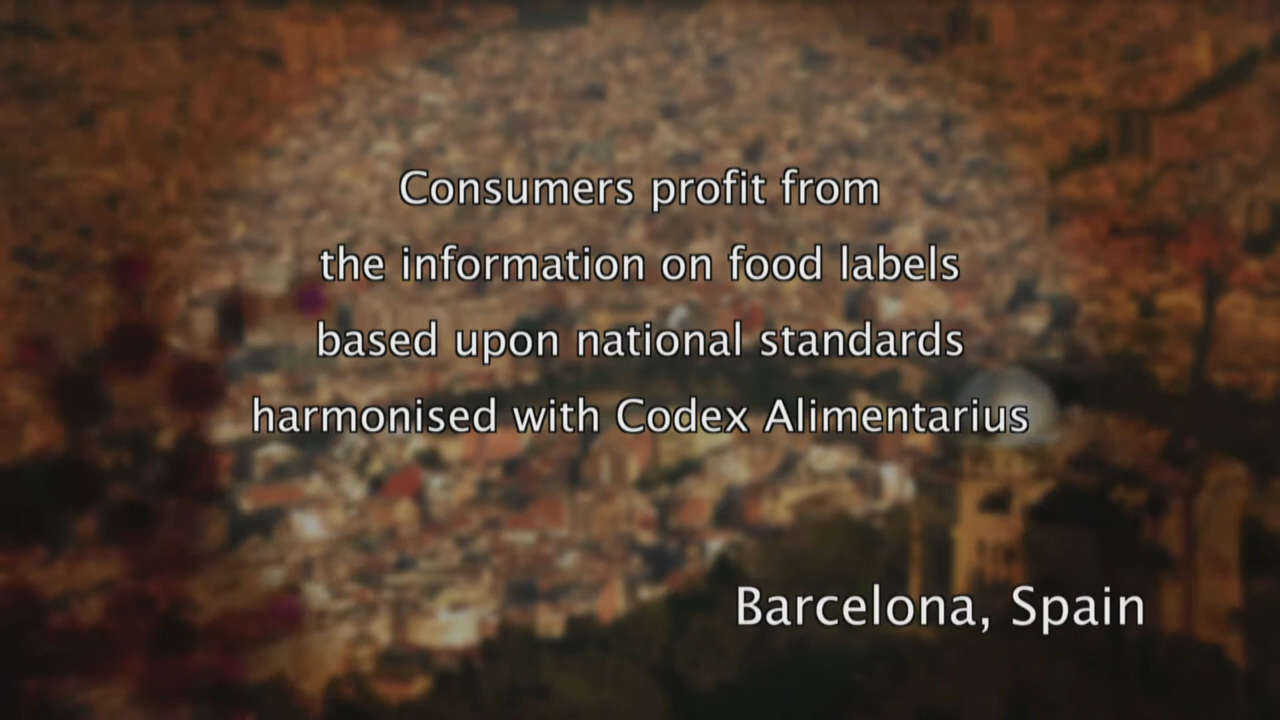 Consumers profit from
the information on food labels
based upon national standards
harmonised with Codex Alimentarius
Barcelona, Spain